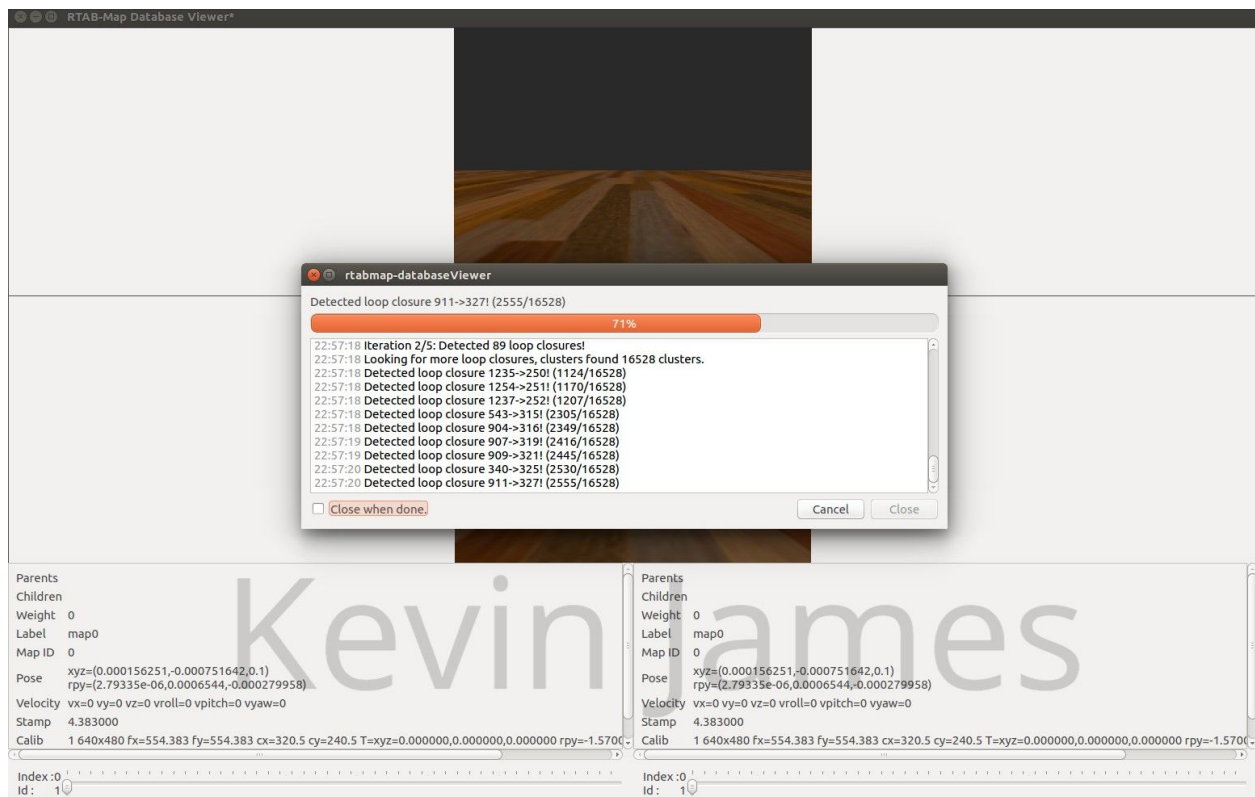 RTAB-Map Database Viewer*
rtabmap-databaseViewer
Detected loop closure 911->327! (2555/16528)
71%
22:57:18 Iteration 2/5: Detected 89 loop closures!
22:57:18 Looking for more loop closures, clusters found 16528 clusters.
22:57:18 Detected loop closure 1235->250! (1124/16528)
22:57:18 Detected loop closure 1254->251! (1170/16528)
22:57:18 Detected loop closure 1237->252! (1207/16528)
22:57:18 Detected loop closure 543->315! (2305/16528)
22:57:18 Detected loop closure 904->316! (2349/16528)
22:57:19 Detected loop closure 907->319! (2416/16528)
22:57:19 Detected loop closure 909->321! (2445/16528)
22:57:20 Detected loop closure 340->325! (2530/16528)
22:57:20 Detected loop closure 911->327! (2555/16528)
Close when done.
Cancel
Close
Kevin James
Parents
Children
Weight 0
Label map0
Map ID 0
Pose xyz=(0.000156251,-0.000751642,0.1)
rpy=(2.79335e-06,0.0006544,-0.000279958)
Velocity vx=0 vy=0 vz=0 vroll=0 vpitch=0 vyaw=0
Stamp 4.383000
Calib 1 640x480 fx=554.383 fy=554.383 cx=320.5 cy=240.5 T=xyz=0.000000,0.000000,0.000000 rpy=-1.5700
Index :0
Id : 1
Parents
Children
Weight 0
Label map0
Map ID 0
Pose xyz=(0.000156251,-0.000751642,0.1)
rpy=(2.79335e-06,0.0006544,-0.000279958)
Velocity vx=0 vy=0 vz=0 vroll=0 vpitch=0 vyaw=0
Stamp 4.383000
Calib 1 640x480 fx=554.383 fy=554.383 cx=320.5 cy=240.5 T=xyz=0.000000,0.000000,0.000000 rpy=-1.5700
Index :0
Id : 1